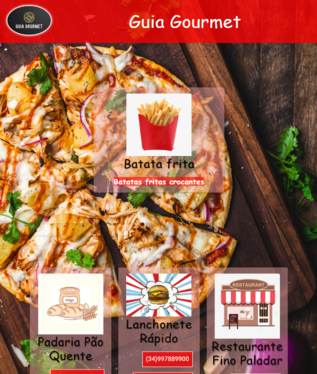 GUIA GOURMET
Guia Gourmet
Batata frita
Batatas fritas crocantes
RESTAURANT
Padaria Pão
Quente
Lanchonete
Rápido
(34)997889900
Restaurante
Fino Paladar